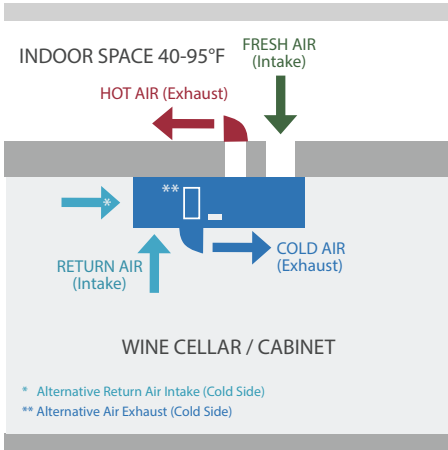 INDOOR SPACE 40-95°F
FRESH AIR
(Intake)
HOT AIR (Exhaust)
**
*
RETURN AIR
(Intake)
COLD AIR
(Exhaust)
WINE CELLAR / CABINET
* Alternative Return Air Intake (Cold Side)
** Alternative Air Exhaust (Cold Side)